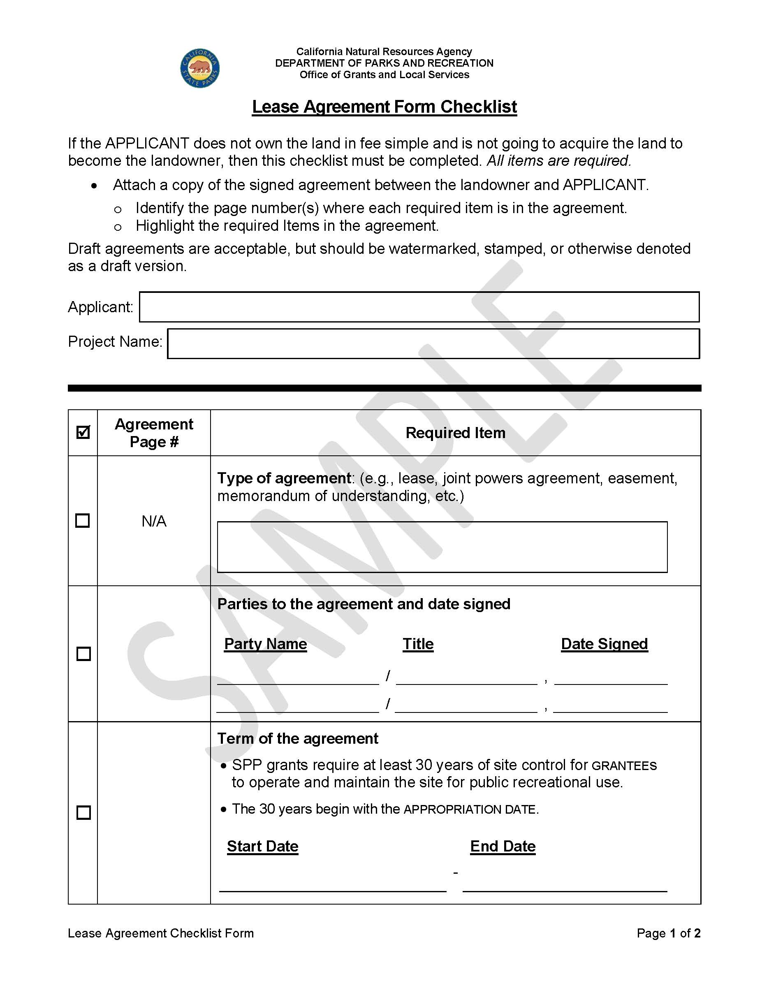 CALIFORNIA
STATE PARKS
California Natural Resources Agency
DEPARTMENT OF PARKS AND RECREATION
Office of Grants and Local Services
Lease Agreement Form Checklist
If the APPLICANT does not own the land in fee simple and is not going to acquire the land to
become the landowner, then this checklist must be completed. All items are required.
• Attach a copy of the signed agreement between the landowner and APPLICANT.
o Identify the page number(s) where each required item is in the agreement.
o Highlight the required Items in the agreement.
Draft agreements are acceptable, but should be watermarked, stamped, or otherwise denoted
as a draft version.
Applicant:
Project Name:
SAMPLE
☑ Agreement Page # Required Item
☐ N/A
Type of agreement: (e.g., lease, joint powers agreement, easement,
memorandum of understanding, etc.)
☐ Parties to the agreement and date signed
Party Name Title Date Signed
____________ / ____________ , ____________
____________ / ____________ , ____________
☐ Term of the agreement
• SPP grants require at least 30 years of site control for GRANTEES
to operate and maintain the site for public recreational use.
• The 30 years begin with the APPROPRIATION DATE.
Start Date End Date
____________ - ____________
Lease Agreement Checklist Form Page 1 of 2